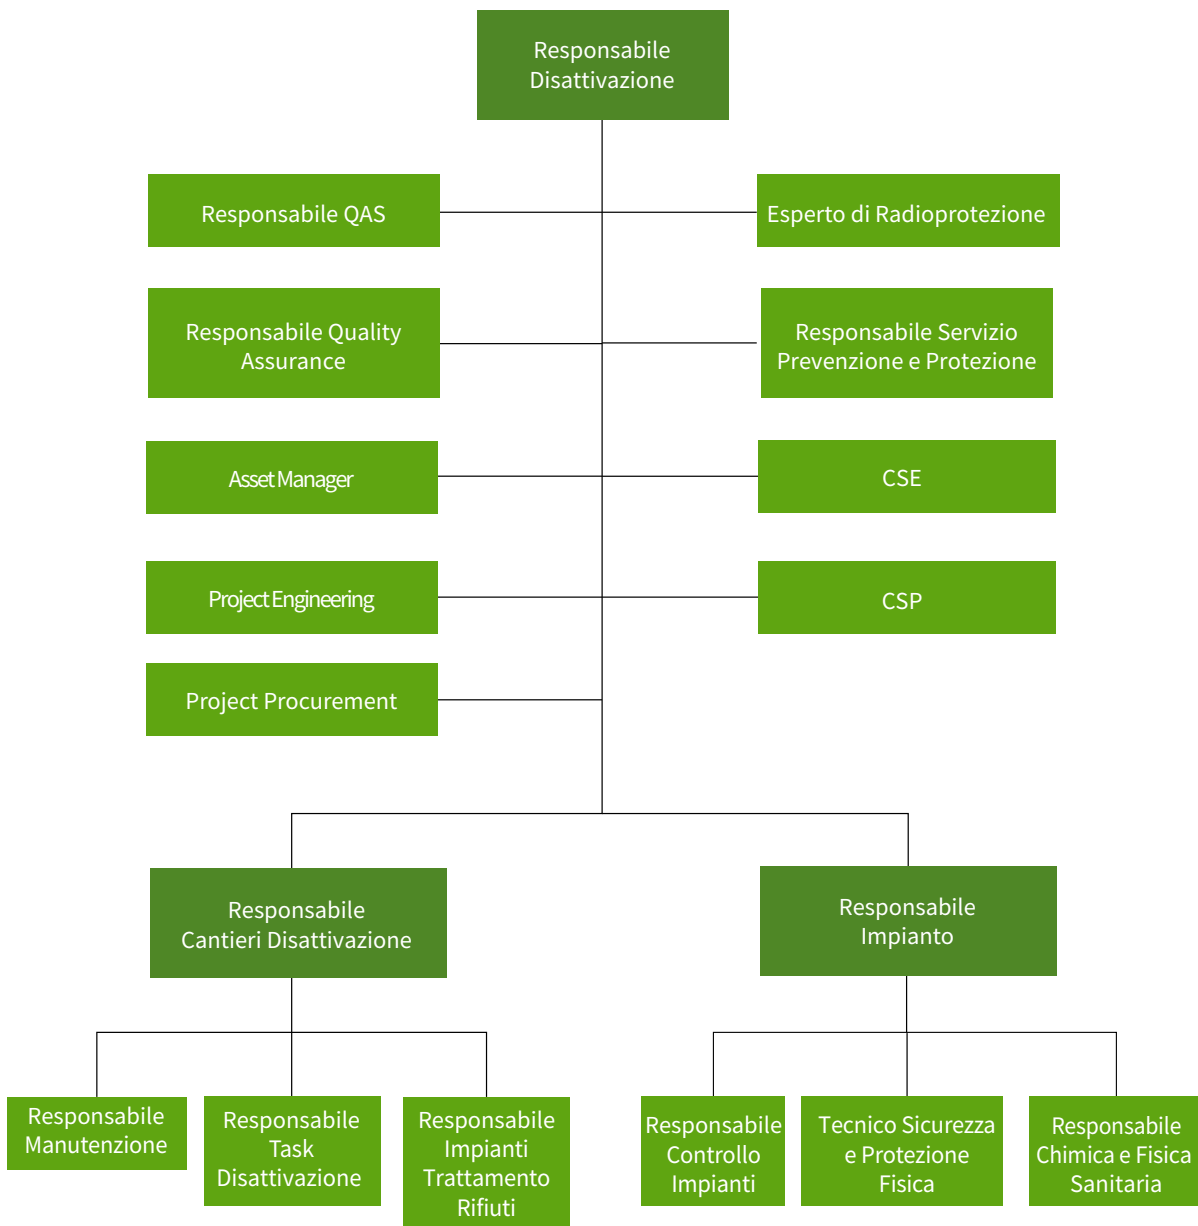 Responsabile
Disattivazione
Responsabile QAS
Esperto di Radioprotezione
Responsabile Quality
Assurance
Responsabile Servizio
Prevenzione e Protezione
Asset Manager
CSE
Project Engineering
CSP
Project Procurement
Responsabile
Cantieri Disattivazione
Responsabile
Impianto
Responsabile
Manutenzione
Responsabile
Task
Disattivazione
Responsabile
Impianti
Trattamento
Rifiuti
Responsabile
Controllo
Impianti
Tecnico Sicurezza
e Protezione
Fisica
Responsabile
Chimica e Fisica
Sanitaria